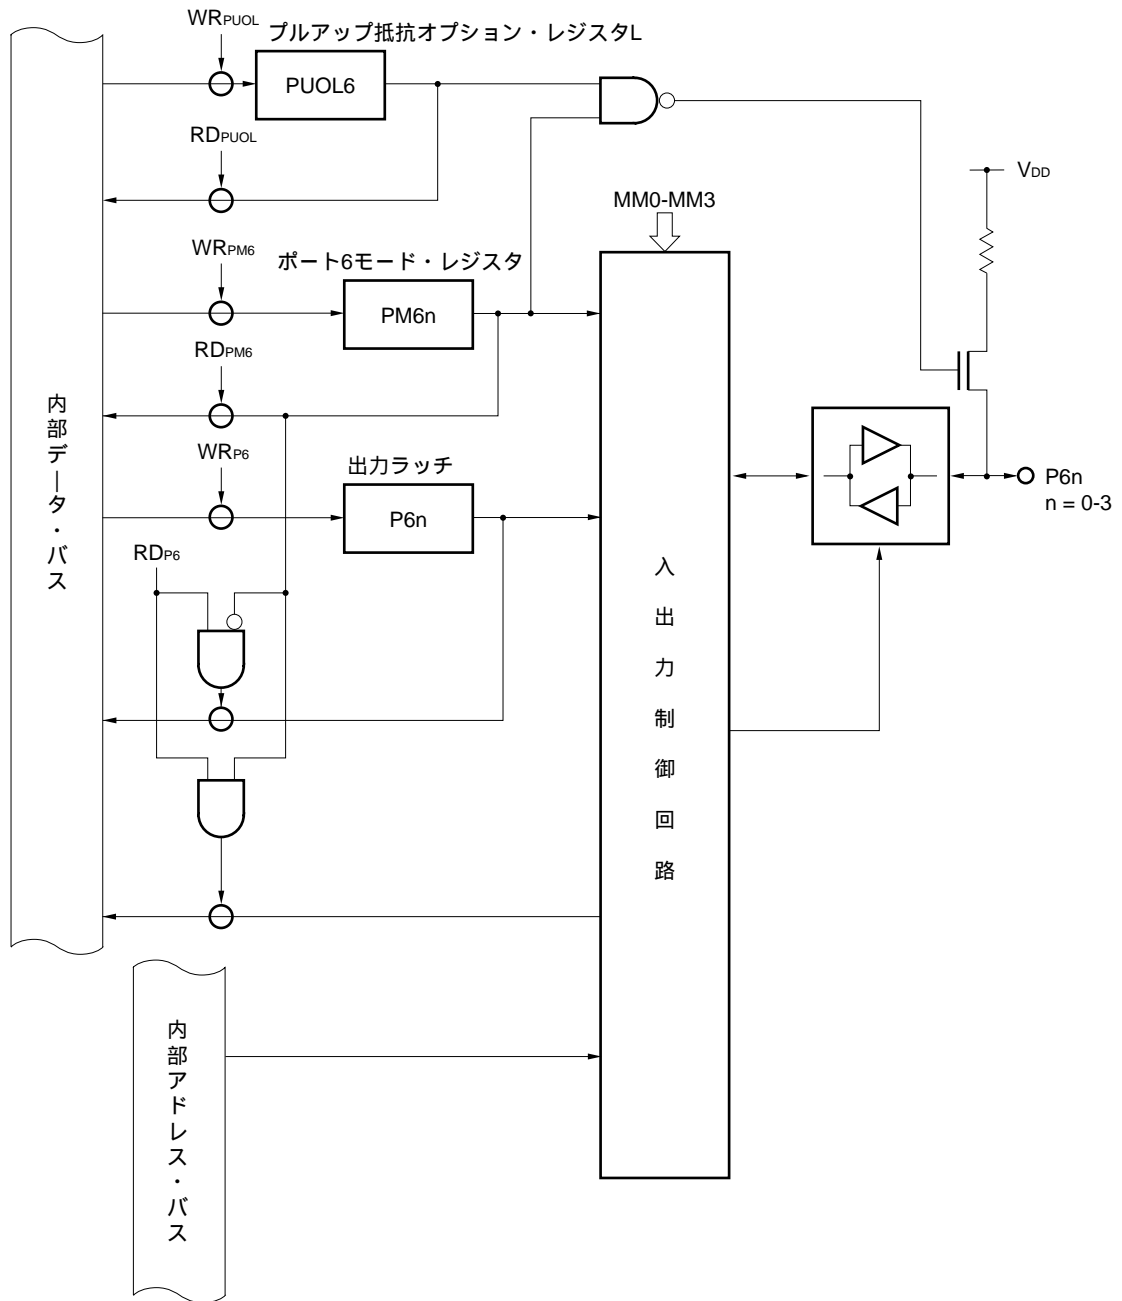 WRPUOL
プルアップ抵抗オプション・レジスタL
PUOL6
RDPUOL
VDD
MM0-MM3
WRPM6
ポート6モード・レジスタ
PM6n
RDPM6
内部データ・バス
WRP6
出力ラッチ
P6n
P6n
n = 0-3
RDP6
入出力制御回路
内部アドレス・バス